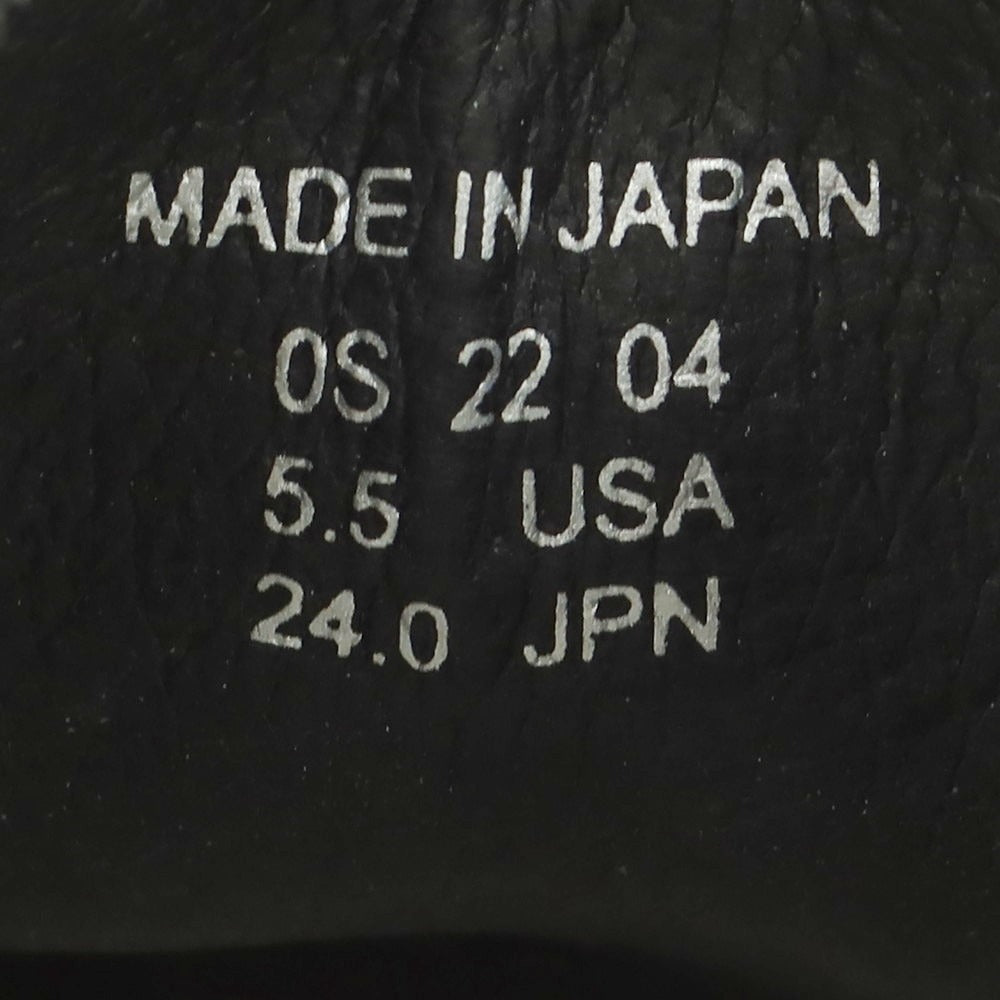 MADE IN JAPAN
0S 22 04
5.5 USA
24.0 JPN